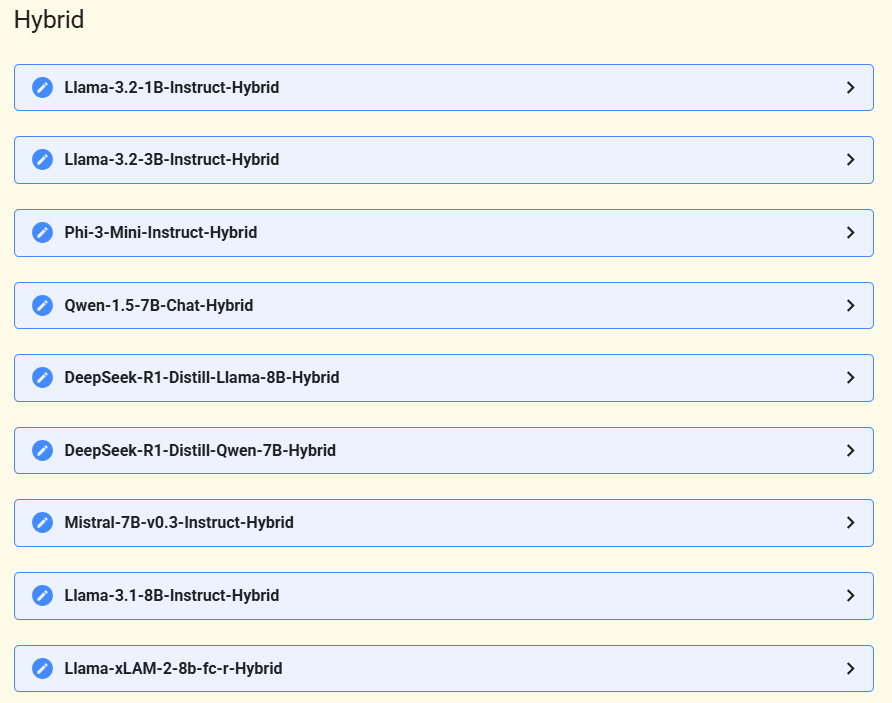 Hybrid
Llama-3.2-1B-Instruct-Hybrid
Llama-3.2-3B-Instruct-Hybrid
Phi-3-Mini-Instruct-Hybrid
Qwen-1.5-7B-Chat-Hybrid
DeepSeek-R1-Distill-Llama-8B-Hybrid
DeepSeek-R1-Distill-Qwen-7B-Hybrid
Mistral-7B-v0.3-Instruct-Hybrid
Llama-3.1-8B-Instruct-Hybrid
Llama-xLAM-2-8b-fc-r-Hybrid